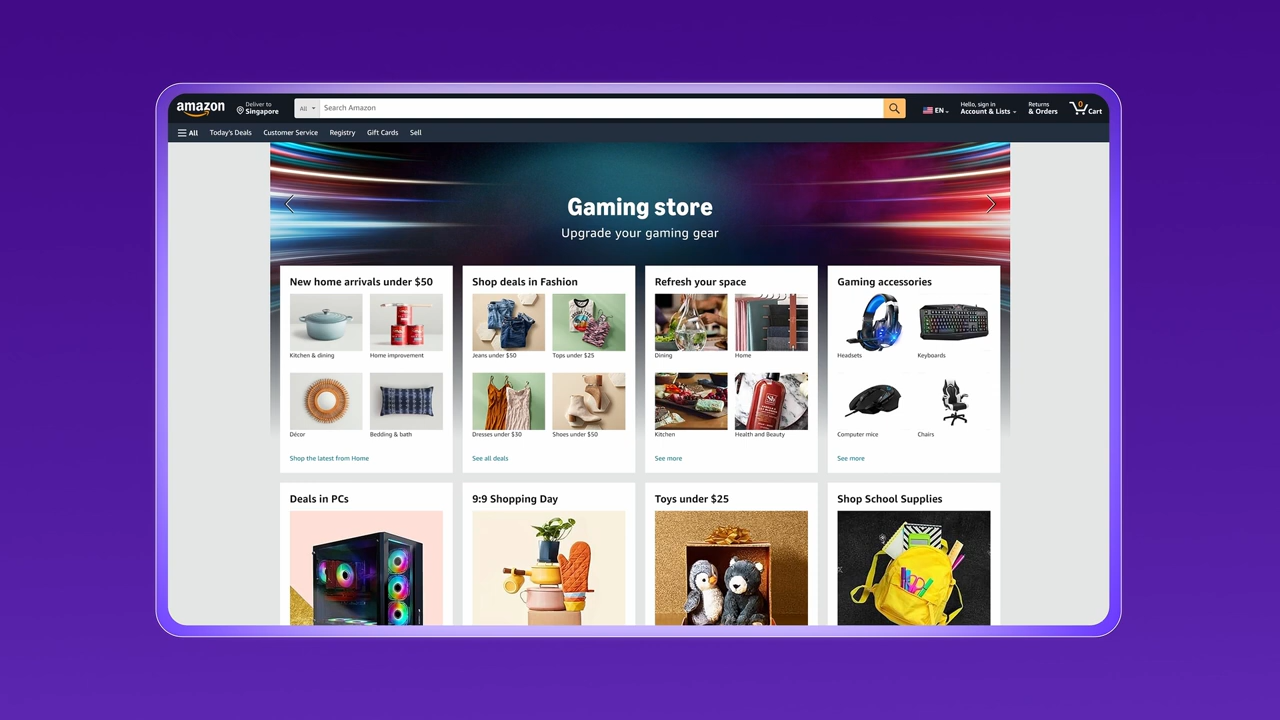 amazon
Deliver to
Singapore
All
Search Amazon
EN
Hello, sign in
Account & Lists
Returns
& Orders
0
Cart
All
Today's Deals
Customer Service
Registry
Gift Cards
Sell
Gaming store
Upgrade your gaming gear
New home arrivals under $50
Kitchen & dining
Home improvement
Décor
Bedding & bath
Shop the latest from Home
Shop deals in Fashion
Jeans under $50
Tops under $25
Dresses under $30
Shoes under $50
See all deals
Refresh your space
Dining
Home
Kitchen
Health and Beauty
See more
Gaming accessories
Headsets
Keyboards
Computer mice
Chairs
See more
Deals in PCs
9:9 Shopping Day
Toys under $25
Shop School Supplies